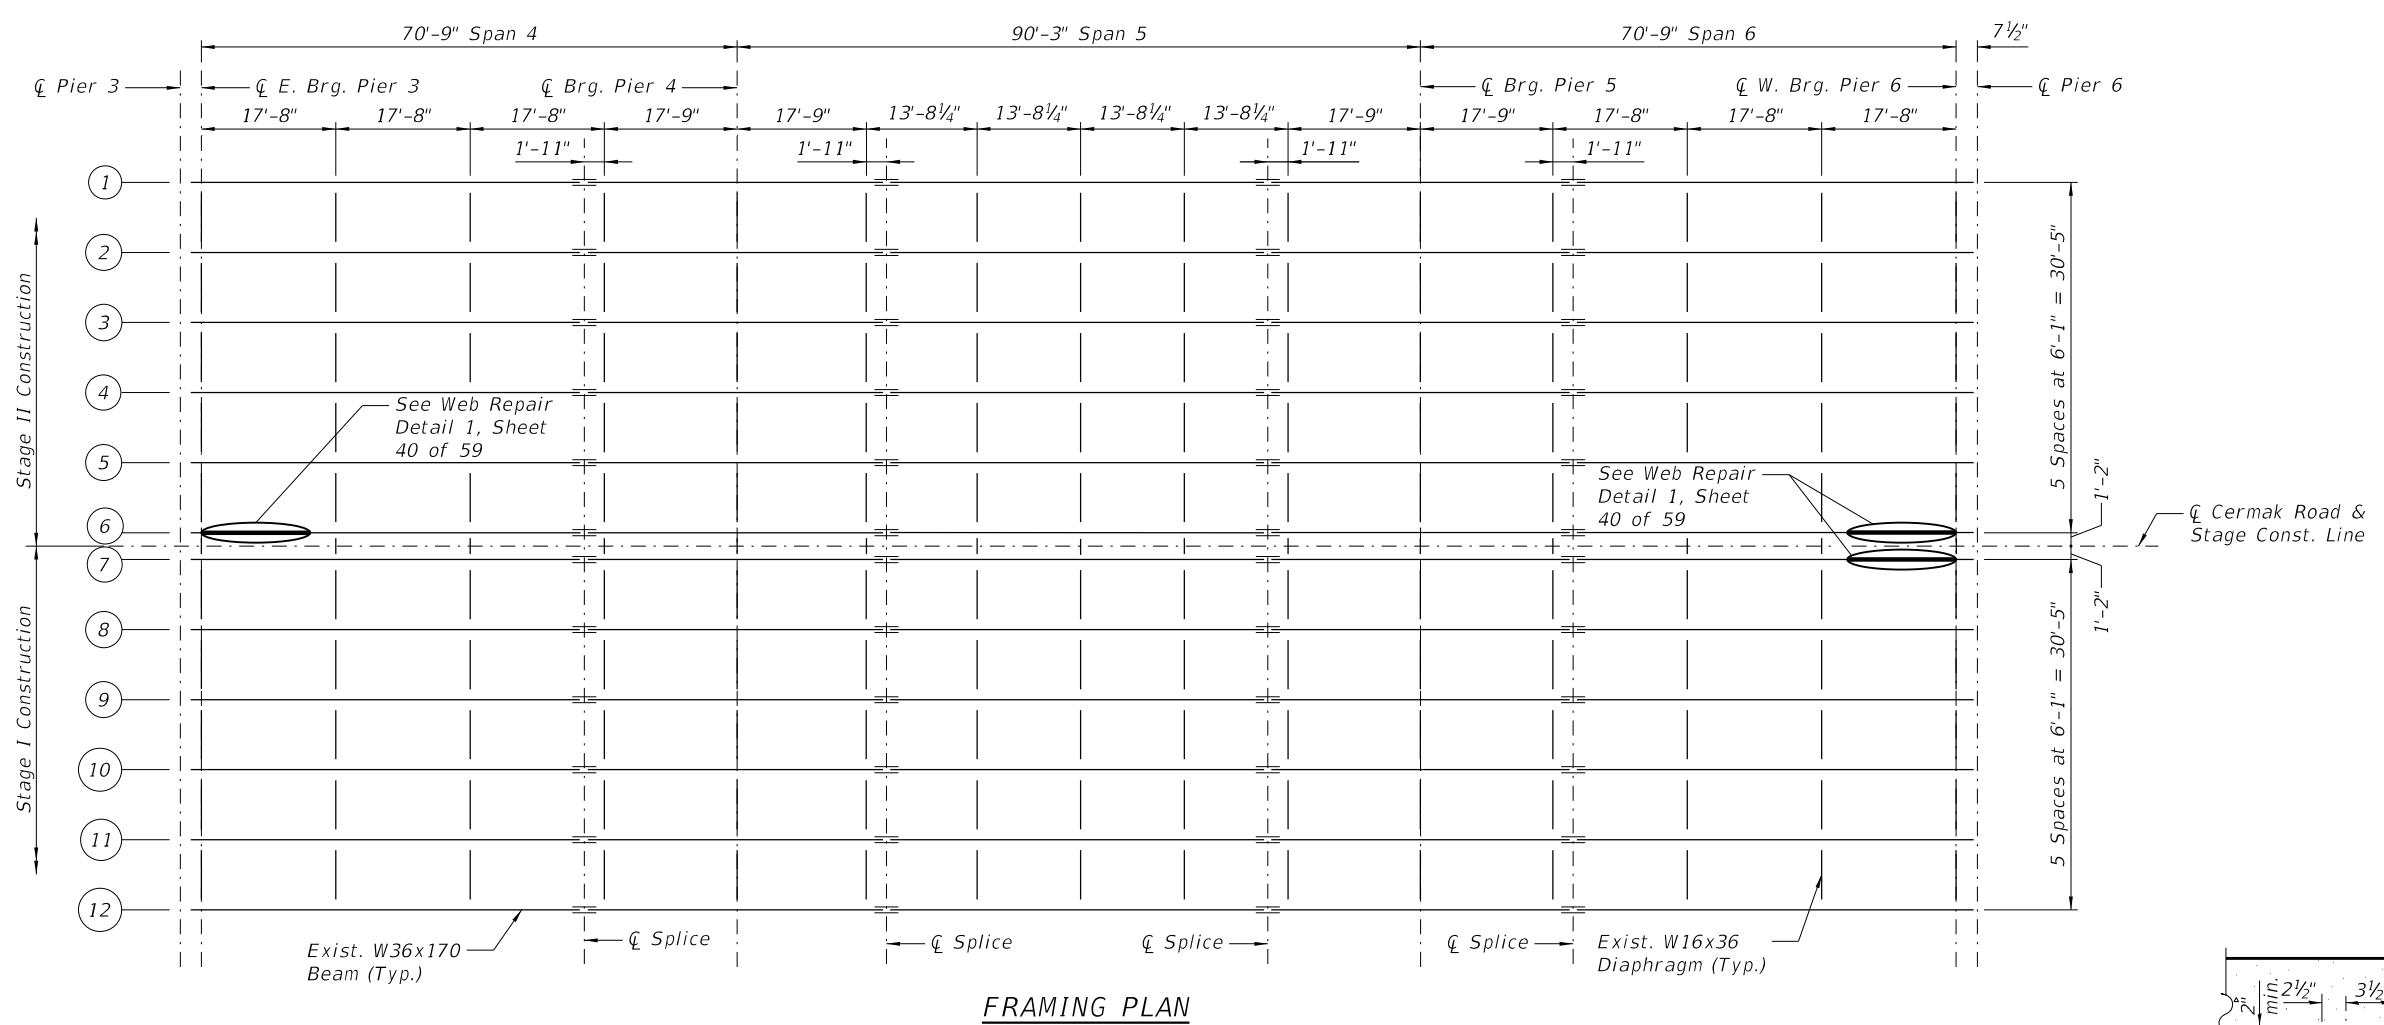 70'-9" Span 4
90'-3" Span 5
70'-9" Span 6
7½"
℄ Pier 3
℄ E. Brg. Pier 3
℄ Brg. Pier 4
℄ Brg. Pier 5
℄ W. Brg. Pier 6
℄ Pier 6
17'-8"
17'-8"
17'-8"
17'-9"
17'-9"
13'-8¼"
13'-8¼"
13'-8¼"
13'-8¼"
17'-9"
17'-9"
17'-8"
17'-8"
17'-8"
1'-11"
1'-11"
1'-11"
1'-11"
1
2
3
4
5
6
7
8
9
10
11
12
Stage II Construction
Stage I Construction
See Web Repair
Detail 1, Sheet
40 of 59
See Web Repair
Detail 1, Sheet
40 of 59
5 Spaces at 6'-1" = 30'-5"
1'-2"
℄ Cermak Road &
Stage Const. Line
1'-2"
5 Spaces at 6'-1" = 30'-5"
Exist. W36x170
Beam (Typ.)
℄ Splice
℄ Splice
℄ Splice
℄ Splice
Exist. W16x36
Diaphragm (Typ.)
FRAMING PLAN
2"
min.
2½"